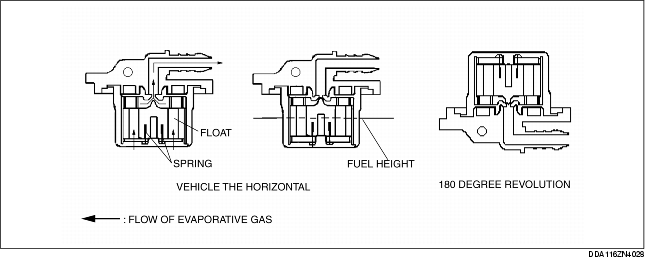 FLOAT
SPRING
FUEL HEIGHT
VEHICLE THE HORIZONTAL
180 DEGREE REVOLUTION
: FLOW OF EVAPORATIVE GAS
DDA116ZN4028